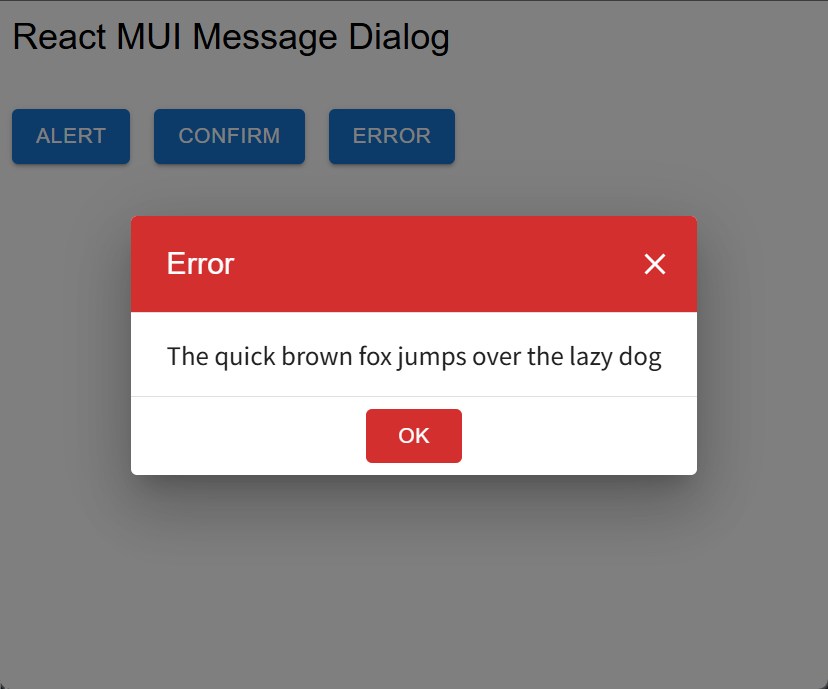 React MUI Message Dialog
ALERT CONFIRM ERROR
Error
The quick brown fox jumps over the lazy dog
OK